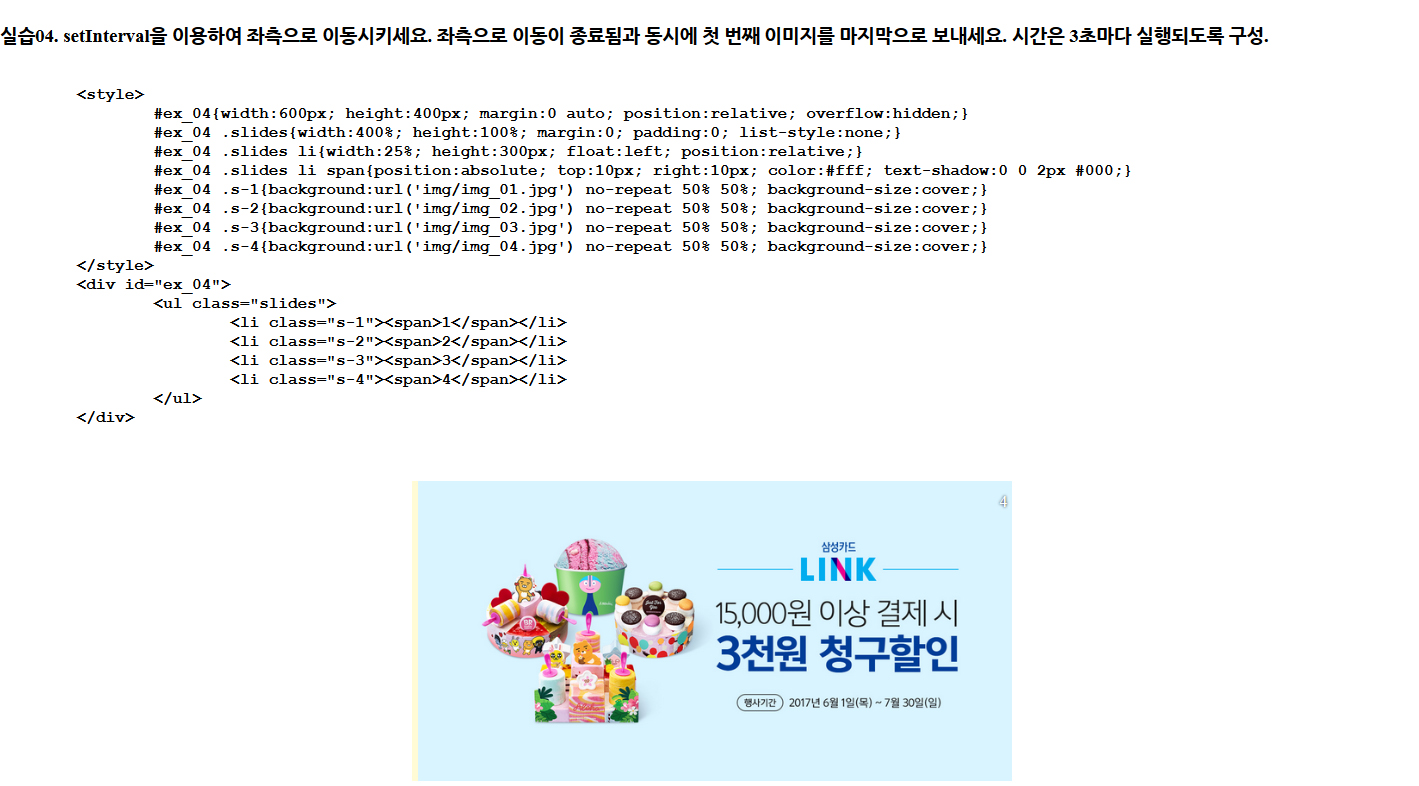 실습04. setInterval을 이용하여 좌측으로 이동시키세요. 좌측으로 이동이 종료됨과 동시에 첫 번째 이미지를 마지막으로 보내세요. 시간은 3초마다 실행되도록 구성.
<style>
#ex_04{width:600px; height:400px; margin:0 auto; position:relative; overflow:hidden;}
#ex_04 .slides{width:400%; height:100%; margin:0; padding:0; list-style:none;}
#ex_04 .slides li{width:25%; height:300px; float:left; position:relative;}
#ex_04 .slides li span{position:absolute; top:10px; right:10px; color:#fff; text-shadow:0 0 2px #000;}
#ex_04 .s-1{background:url('img/img_01.jpg') no-repeat 50% 50%; background-size:cover;}
#ex_04 .s-2{background:url('img/img_02.jpg') no-repeat 50% 50%; background-size:cover;}
#ex_04 .s-3{background:url('img/img_03.jpg') no-repeat 50% 50%; background-size:cover;}
#ex_04 .s-4{background:url('img/img_04.jpg') no-repeat 50% 50%; background-size:cover;}
</style>
<div id="ex_04">
<ul class="slides">
<li class="s-1"><span>1</span></li>
<li class="s-2"><span>2</span></li>
<li class="s-3"><span>3</span></li>
<li class="s-4"><span>4</span></li>
</ul>
</div>
4
삼성카드
LINK
15,000원 이상 결제 시
3천원 청구할인
행사기간 2017년 6월 1일(목) ~ 7월 30일(일)